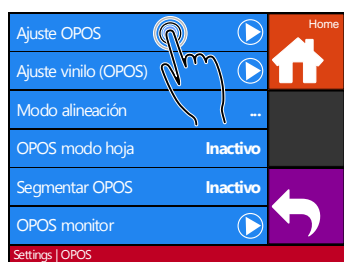 Ajuste OPOS
Home
Ajuste vinilo (OPOS)
Modo alineación ...
OPOS modo hoja Inactivo
Segmentar OPOS Inactivo
OPOS monitor
Settings | OPOS